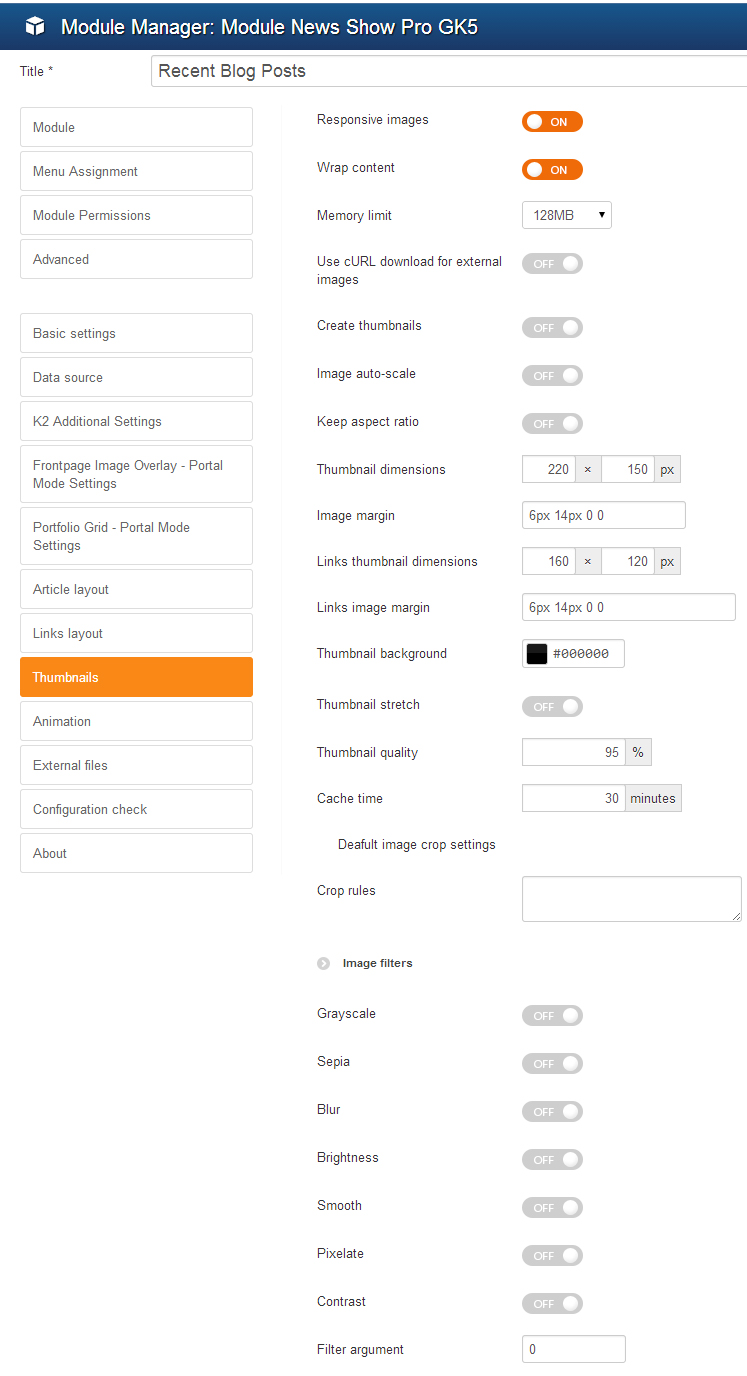 Module Manager: Module News Show Pro GK5
Title *
Recent Blog Posts
Module
Menu Assignment
Module Permissions
Advanced
Basic settings
Data source
K2 Additional Settings
Frontpage Image Overlay - Portal
Mode Settings
Portfolio Grid - Portal Mode
Settings
Article layout
Links layout
Thumbnails
Animation
External files
Configuration check
About
Responsive images
ON
Wrap content
ON
Memory limit
128MB
Use cURL download for external
images
OFF
Create thumbnails
OFF
Image auto-scale
OFF
Keep aspect ratio
OFF
Thumbnail dimensions
220 × 150 px
Image margin
6px 14px 0 0
Links thumbnail dimensions
160 × 120 px
Links image margin
6px 14px 0 0
Thumbnail background
#000000
Thumbnail stretch
OFF
Thumbnail quality
95 %
Cache time
30 minutes
Deafult image crop settings
Crop rules
Image filters
Grayscale
OFF
Sepia
OFF
Blur
OFF
Brightness
OFF
Smooth
OFF
Pixelate
OFF
Contrast
OFF
Filter argument
0